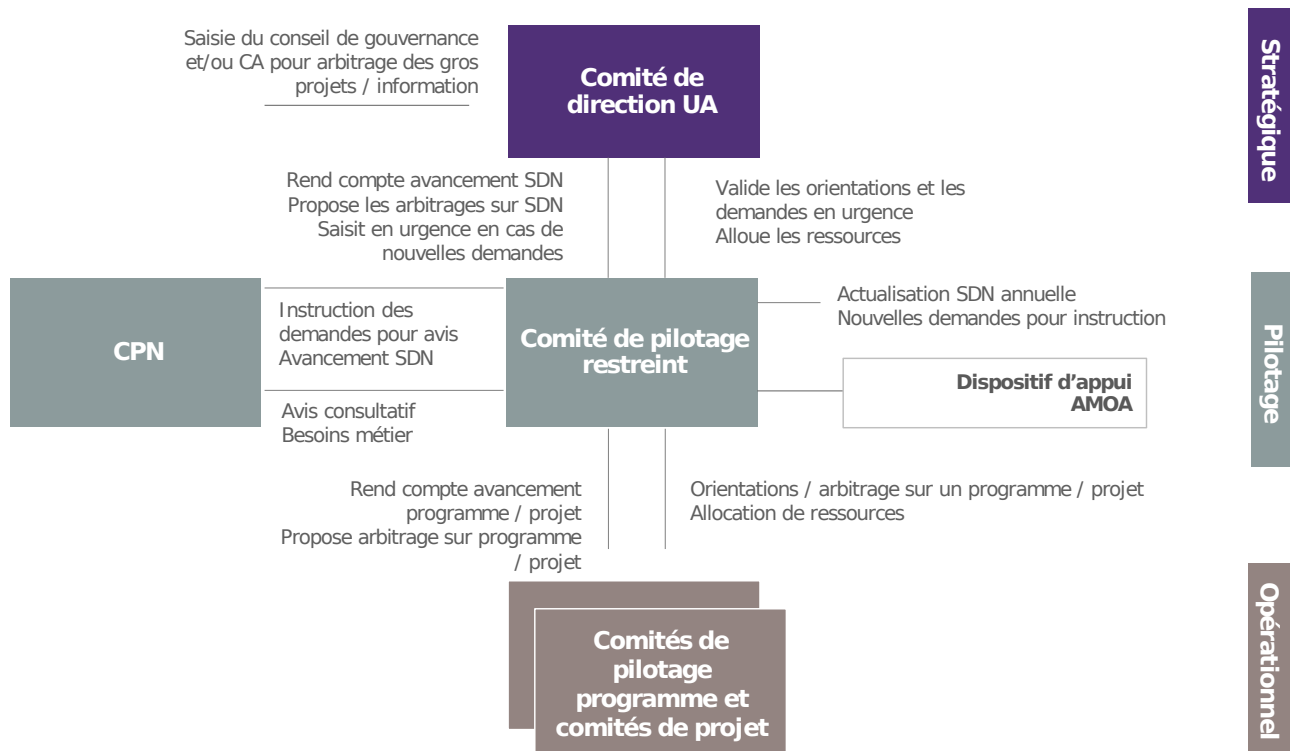 Saisie du conseil de gouvernance
et/ou CA pour arbitrage des gros
projets / information
Comité de
direction UA
Stratégique
Rend compte avancement SDN
Propose les arbitrages sur SDN
Saisit en urgence en cas de
nouvelles demandes
Valide les orientations et les
demandes en urgence
Alloue les ressources
CPN
Instruction des
demandes pour avis
Avancement SDN
Avis consultatif
Besoins métier
Comité de pilotage
restreint
Actualisation SDN annuelle
Nouvelles demandes pour instruction
Dispositif d'appui
AMOA
Pilotage
Rend compte avancement
programme / projet
Propose arbitrage sur programme
/ projet
Orientations / arbitrage sur un programme / projet
Allocation de ressources
Comités de
pilotage
programme et
comités de projet
Opérationnel